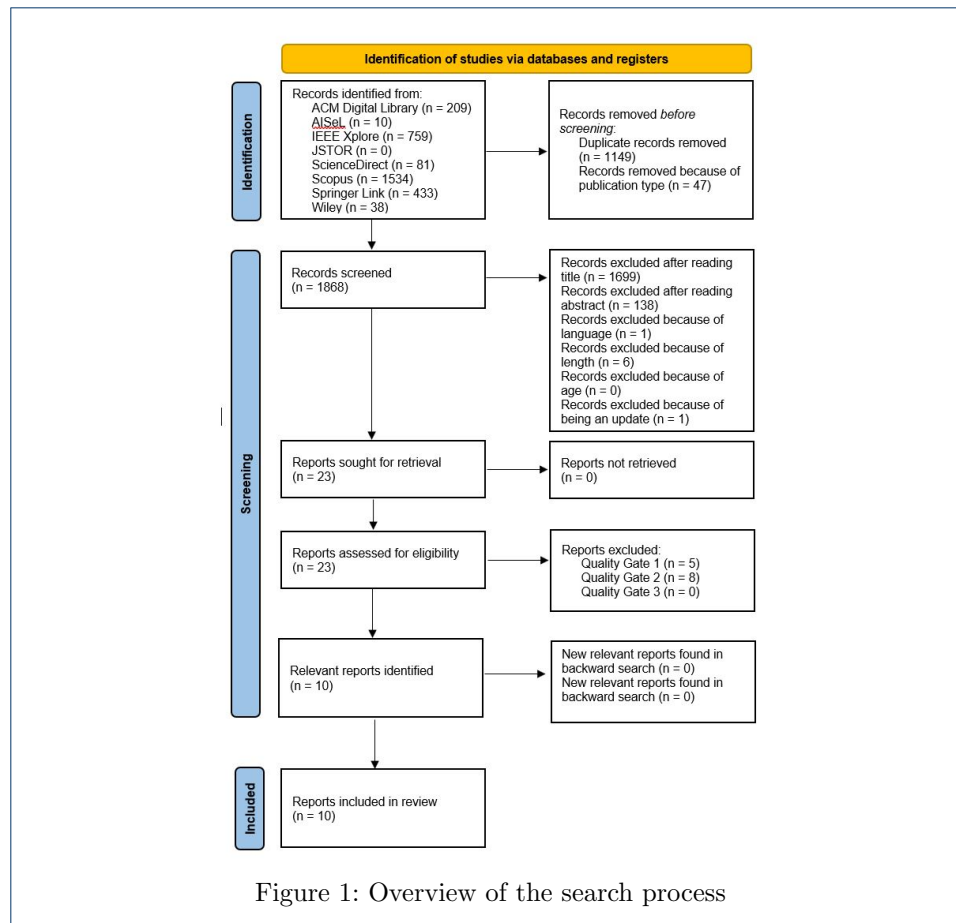 Identification of studies via databases and registers
Identification
Records identified from:
ACM Digital Library (n = 209)
AISeL (n = 10)
IEEE Xplore (n = 759)
JSTOR (n = 0)
ScienceDirect (n = 81)
Scopus (n = 1534)
Springer Link (n = 433)
Wiley (n = 38)
Records removed before
screening:
Duplicate records removed
(n = 1149)
Records removed because of
publication type (n = 47)
Screening
Records screened
(n = 1868)
Records excluded after reading
title (n = 1699)
Records excluded after reading
abstract (n = 138)
Records excluded because of
language (n = 1)
Records excluded because of
length (n = 6)
Records excluded because of
age (n = 0)
Records excluded because of
being an update (n = 1)
Reports sought for retrieval
(n = 23)
Reports not retrieved
(n = 0)
Reports assessed for eligibility
(n = 23)
Reports excluded:
Quality Gate 1 (n = 5)
Quality Gate 2 (n = 8)
Quality Gate 3 (n = 0)
Relevant reports identified
(n = 10)
New relevant reports found in
backward search (n = 0)
New relevant reports found in
backward search (n = 0)
Included
Reports included in review
(n = 10)
Figure 1: Overview of the search process